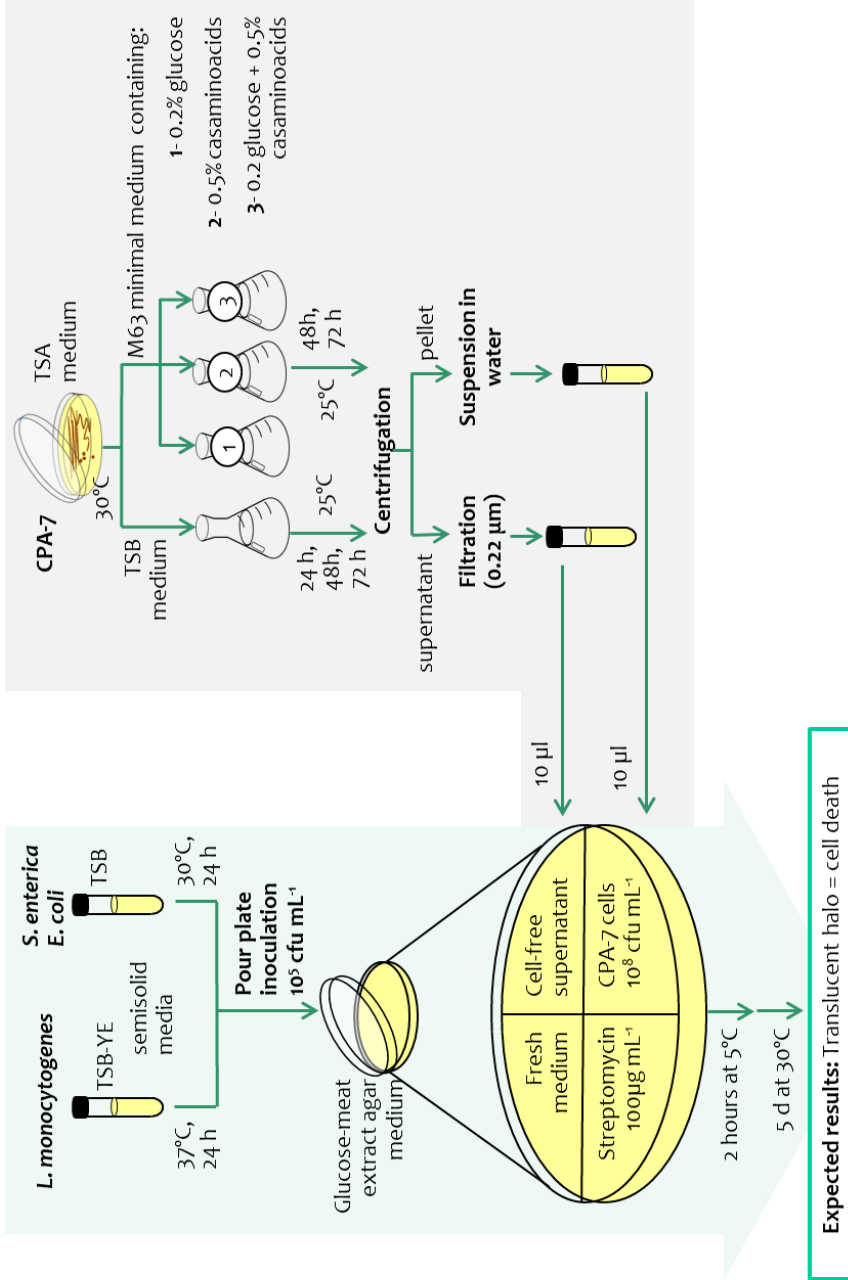 L. monocytogenes
TSB-YE
37°C,
24 h
semisolid
media
S. enterica
E. coli
TSB
30°C,
24 h
Pour plate
inoculation
10⁵ cfu mL⁻¹
Glucose-meat
extract agar
medium
Fresh
medium
Cell-free
supernatant
Streptomycin
100µg mL⁻¹
CPA-7 cells
10⁸ cfu mL⁻¹
2 hours at 5°C
5 d at 30°C
Expected results: Translucent halo = cell death
CPA-7
TSA
medium
30°C
TSB
medium
M63 minimal medium containing:
1- 0.2% glucose
2- 0.5% casaminoacids
3- 0.2 glucose + 0.5%
casaminoacids
1
2
3
24 h,
48h,
72 h
25°C
25°C
48h,
72 h
Centrifugation
supernatant
pellet
Filtration
(0.22 µm)
Suspension in
water
10 µl
10 µl